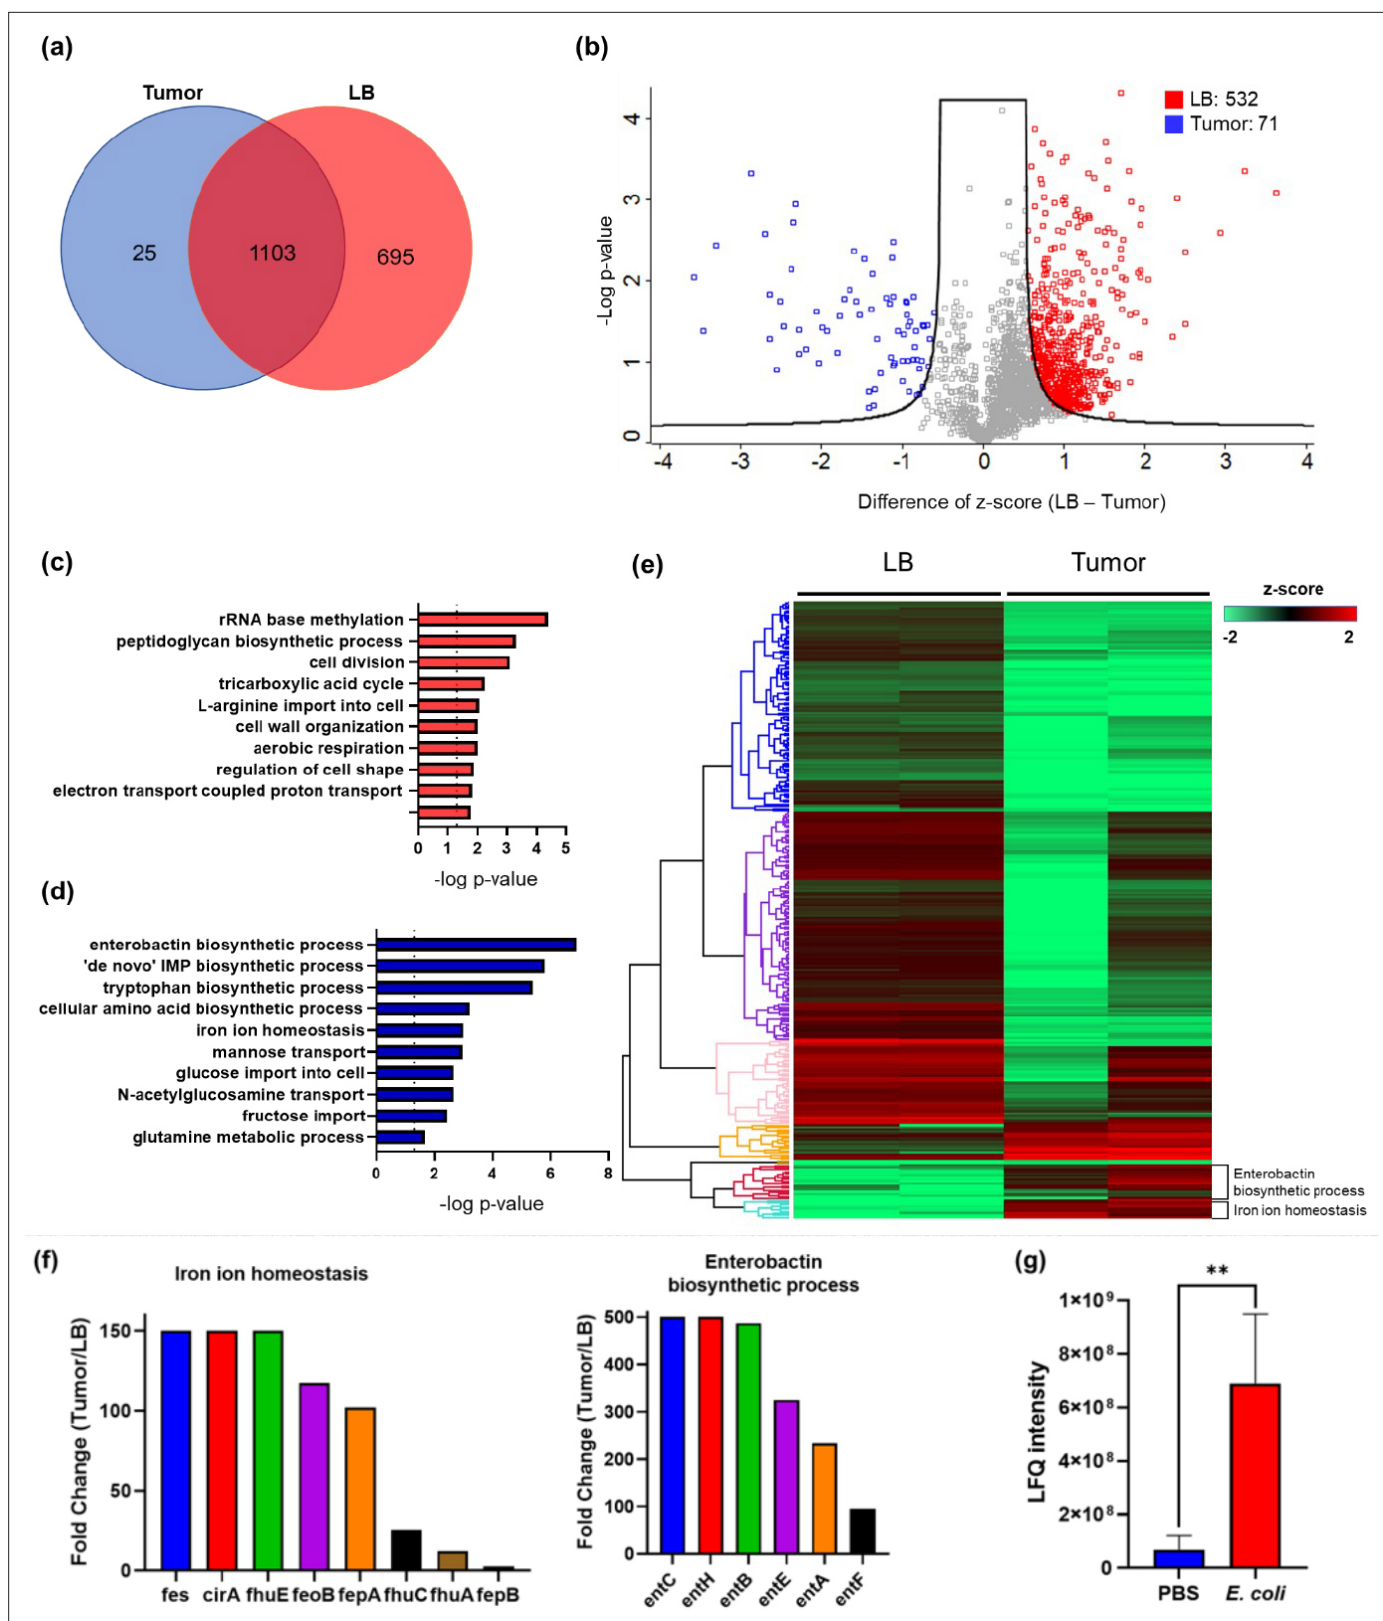 (a)
Tumor
LB
25
1103
695
(b)
LB: 532
Tumor: 71
4
3
2
1
0
-Log p-value
-4
-3
-2
-1
0
1
2
3
4
Difference of z-score (LB – Tumor)
(c)
rRNA base methylation
peptidoglycan biosynthetic process
cell division
tricarboxylic acid cycle
L-arginine import into cell
cell wall organization
aerobic respiration
regulation of cell shape
electron transport coupled proton transport
0
1
2
3
4
5
-log p-value
(d)
enterobactin biosynthetic process
'de novo' IMP biosynthetic process
tryptophan biosynthetic process
cellular amino acid biosynthetic process
iron ion homeostasis
mannose transport
glucose import into cell
N-acetylglucosamine transport
fructose import
glutamine metabolic process
0
2
4
6
8
-log p-value
(e)
LB
Tumor
z-score
-2
2
Enterobactin
biosynthetic process
Iron ion homeostasis
(f)
Iron ion homeostasis
Fold Change (Tumor/LB)
150
100
50
0
fes
cirA
fhuE
feoB
fepA
fhuC
fhuA
fepB
Enterobactin
biosynthetic process
Fold Change (Tumor/LB)
500
400
300
200
100
0
entC
entH
entB
entE
entA
entF
(g)
**
LFQ intensity
1×10⁹
8×10⁸
6×10⁸
4×10⁸
2×10⁸
0
PBS
E. coli